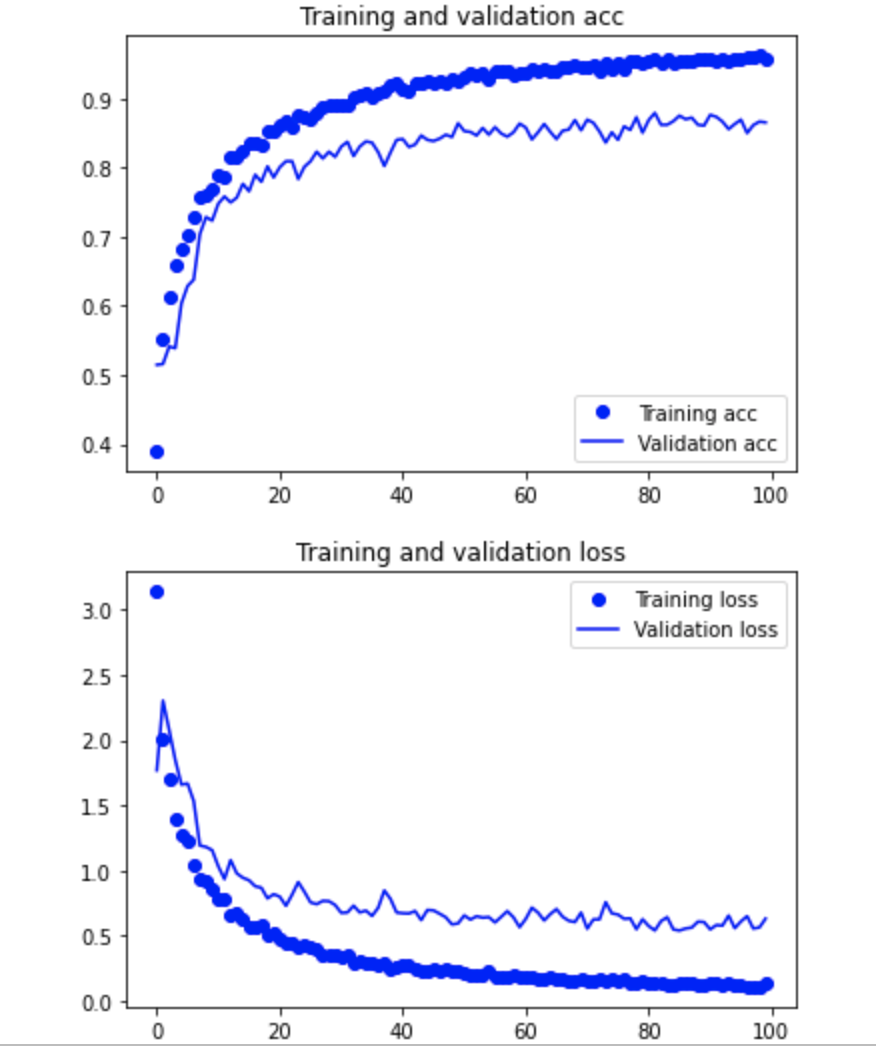 Training and validation acc
0.9
0.8
0.7
0.6
0.5
0.4
Training acc
Validation acc
0 20 40 60 80 100
Training and validation loss
3.0
2.5
2.0
1.5
1.0
0.5
0.0
Training loss
Validation loss
0 20 40 60 80 100